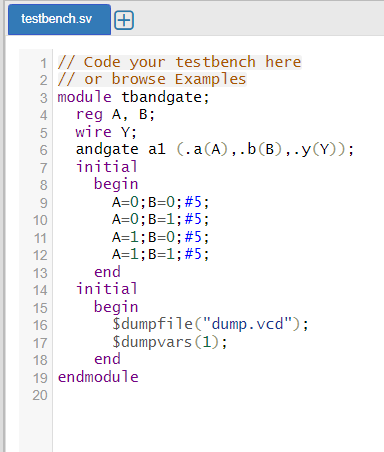 testbench.sv
1 // Code your testbench here
2 // or browse Examples
3 module tbandgate;
4 reg A, B;
5 wire Y;
6 andgate a1 (.a(A),.b(B),.y(Y));
7 initial
8 begin
9 A=0;B=0;#5;
10 A=0;B=1;#5;
11 A=1;B=0;#5;
12 A=1;B=1;#5;
13 end
14 initial
15 begin
16 $dumpfile("dump.vcd");
17 $dumpvars(1);
18 end
19 endmodule
20